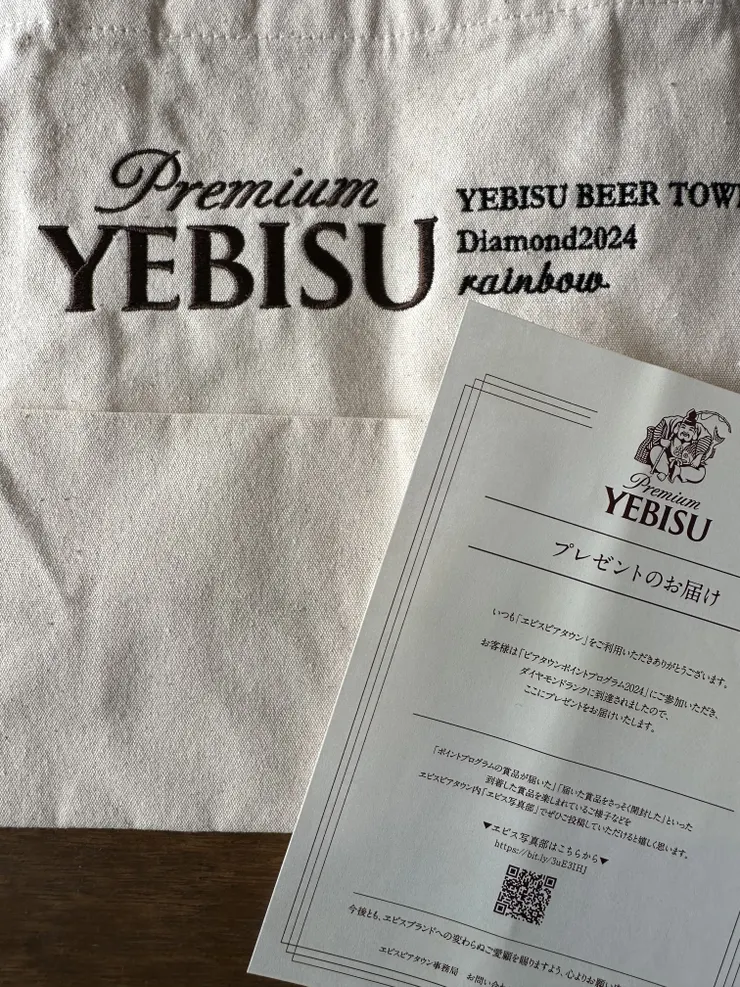 Premium
YEBISU
YEBISU BEER TOW
Diamond2024
rainbow
Premium
YEBISU
プレゼントのお届け
いつも「ヱビスビアタウン」をご利用いただきありがとうございます。
お客様は「ビアタウンポイントプログラム2024」にご参加いただき、
ダイヤモンドランクに到達されましたので、
ここにプレゼントをお届けいたします。
「ポイントプログラムの賞品が届いた」「届いた賞品をさっそく開封した」といった
到着した賞品を楽しまれているご様子などを
ヱビスビアタウン内「ヱビス写真部」でぜひご投稿していただけると嬉しく思います。
▼ヱビス写真部はこちらから▼
https://bit.ly/3uE3IHJ
今後とも、ヱビスブランドへの変わらぬご愛顧を賜りますよう、心よりお願い
ヱビスビアタウン事務局 お問い合わ